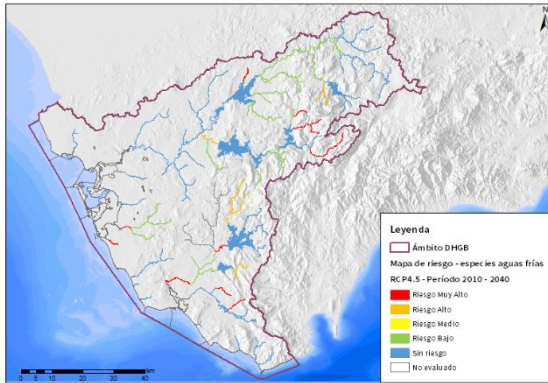 N
Leyenda
Ámbito DHGB
Mapa de riesgo - especies aguas frías
RCP4.5 - Período 2010 - 2040
Riesgo Muy Alto
Riesgo Alto
Riesgo Medio
Riesgo Bajo
Sin riesgo
No evaluado
0 5 10 20 30 40
km